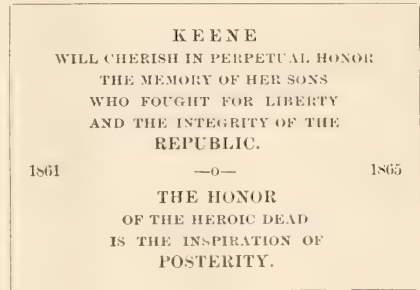 KEENE
WILL CHERISH IN PERPETUAL HONOR
THE MEMORY OF HER SONS
WHO FOUGHT FOR LIBERTY
AND THE INTEGRITY OF THE
REPUBLIC.
1861 —o— 1865
THE HONOR
OF THE HEROIC DEAD
IS THE INSPIRATION OF
POSTERITY.